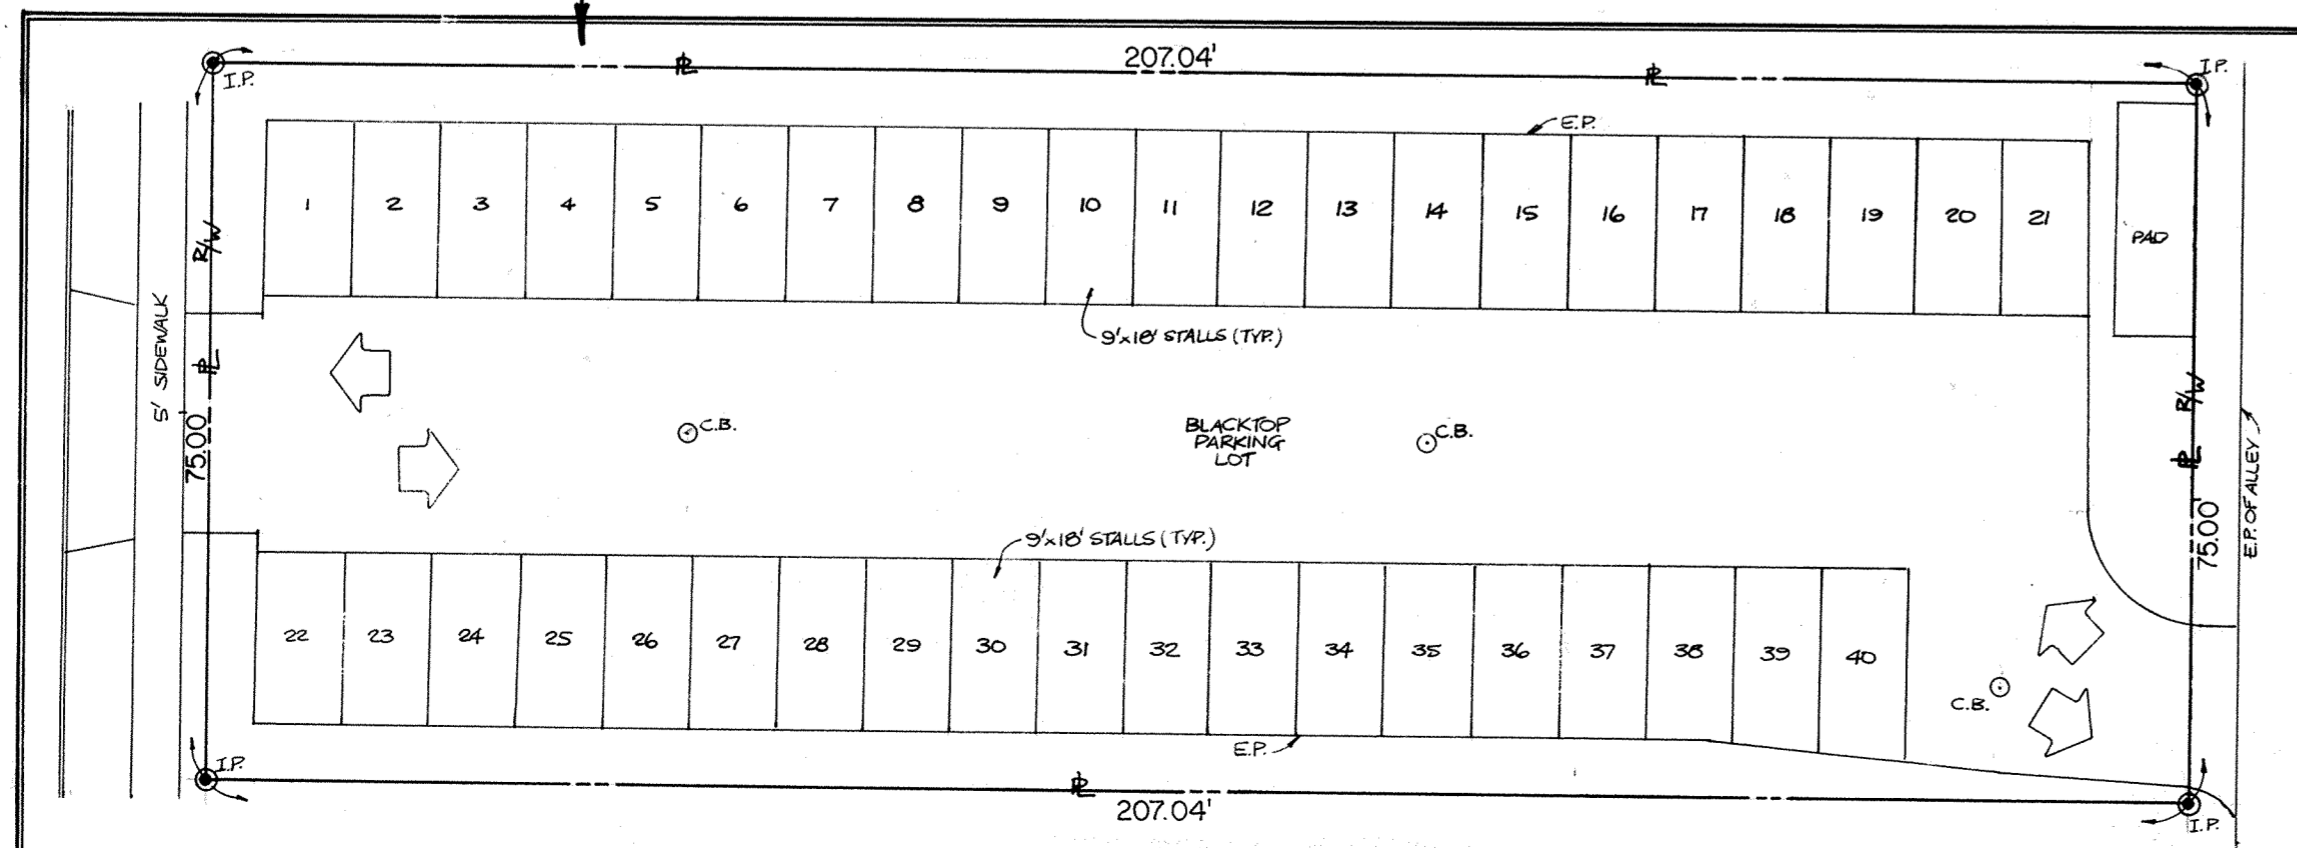 207.04'
I.P.
℄
℄
I.P.
E.P.
1 2 3 4 5 6 7 8 9 10 11 12 13 14 15 16 17 18 19 20 21
PAD
R/W
9'x18' STALLS (TYP.)
5' SIDEWALK
℄
75.00'
C.B.
BLACKTOP
PARKING
LOT
C.B.
R/W
℄
75.00'
E.P. OF ALLEY
9'x18' STALLS (TYP.)
22 23 24 25 26 27 28 29 30 31 32 33 34 35 36 37 38 39 40
C.B.
E.P.
I.P.
℄
207.04'
I.P.